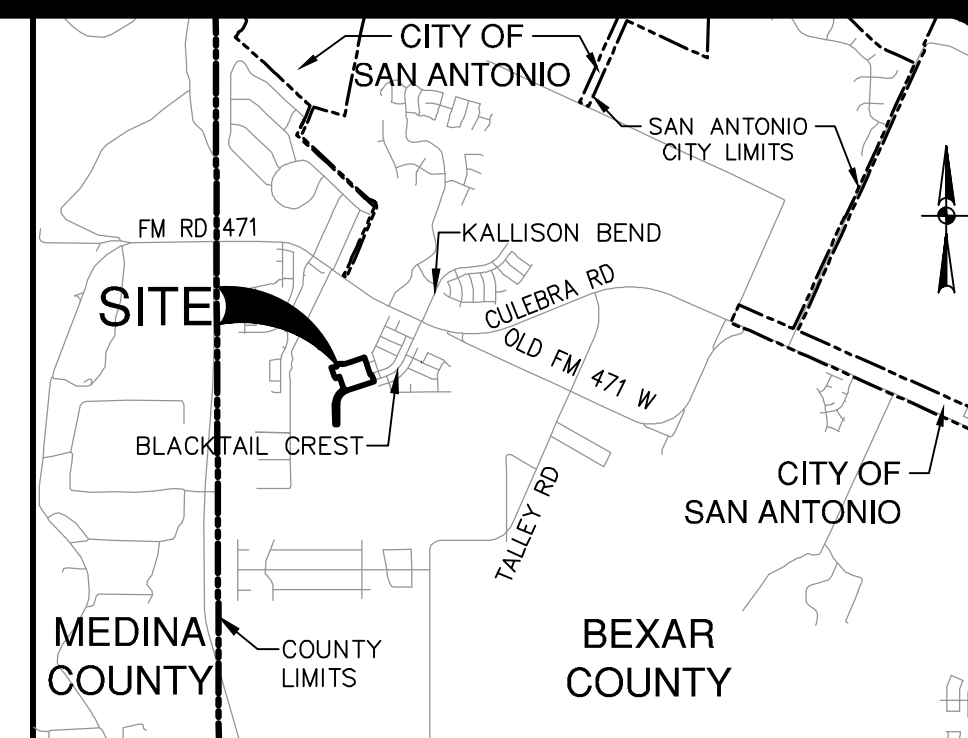 CITY OF
SAN ANTONIO
SAN ANTONIO
CITY LIMITS
FM RD 471
KALLISON BEND
SITE
CULEBRA RD
OLD FM 471 W
BLACKTAIL CREST
CITY OF
SAN ANTONIO
TALLEY RD
MEDINA
COUNTY
COUNTY
LIMITS
BEXAR
COUNTY